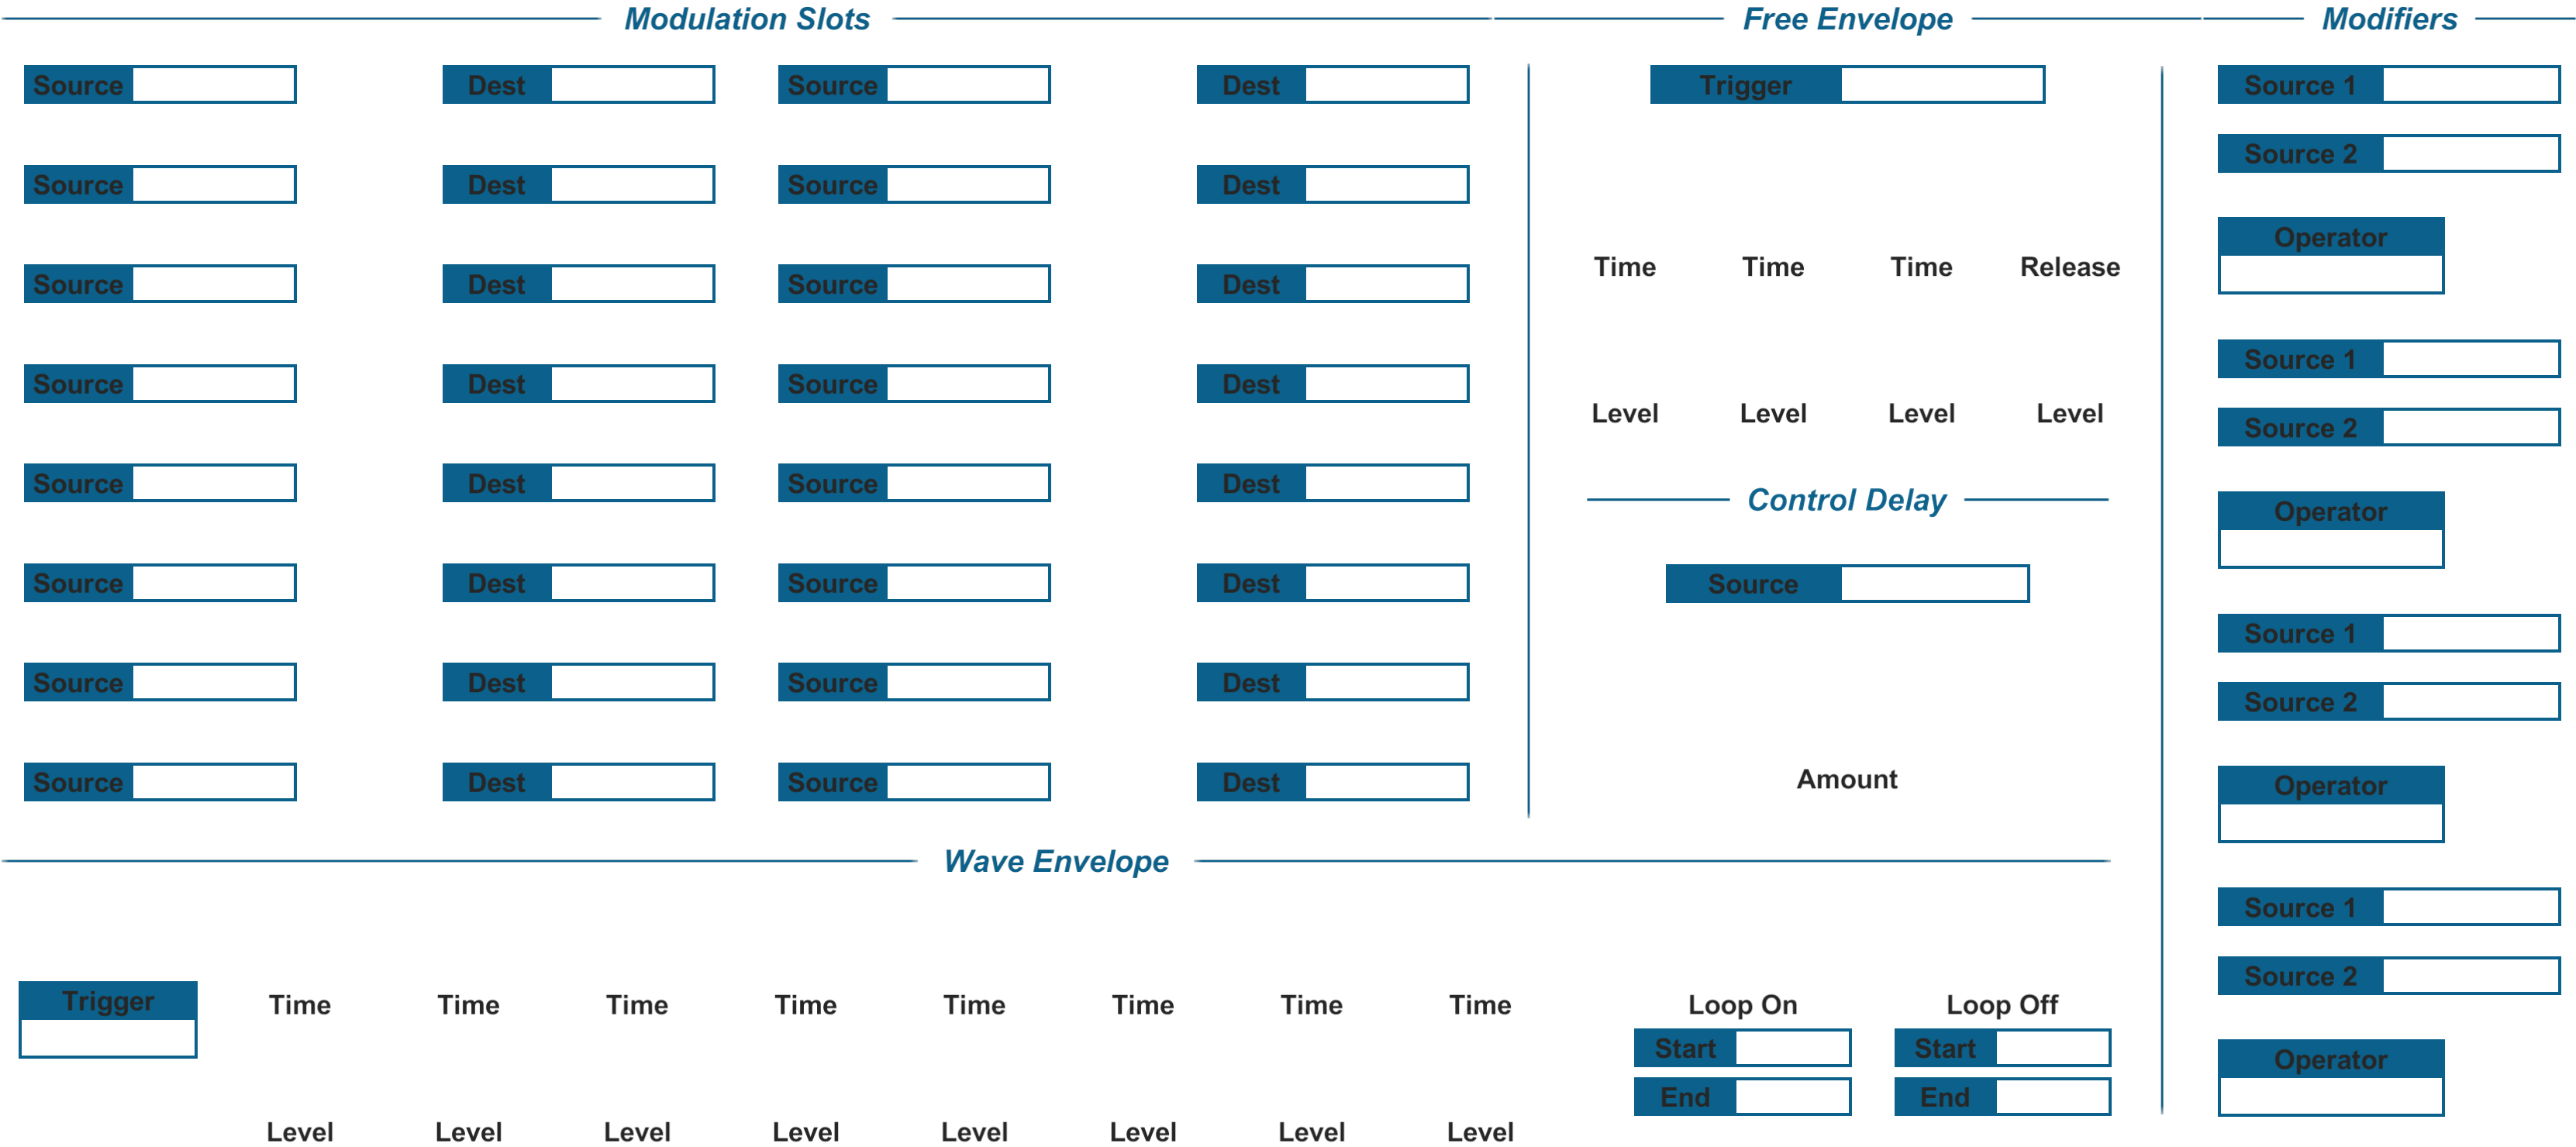 Modulation Slots Free Envelope Modifiers
Source Dest Source Dest Trigger Source 1
Source 2
Source Dest Source Dest
Operator
Source Dest Source Dest Time Time Time Release
Source 1
Source Dest Source Dest
Level Level Level Level Source 2
Source Dest Source Dest Control Delay
Operator
Source Dest Source Dest Source
Source 1
Source Dest Source Dest Source 2
Source Dest Source Dest Amount Operator
Wave Envelope
Source 1
Source 2
Trigger Time Time Time Time Time Time Time Time Loop On Loop Off
Start Start Operator
End End
Level Level Level Level Level Level Level Level